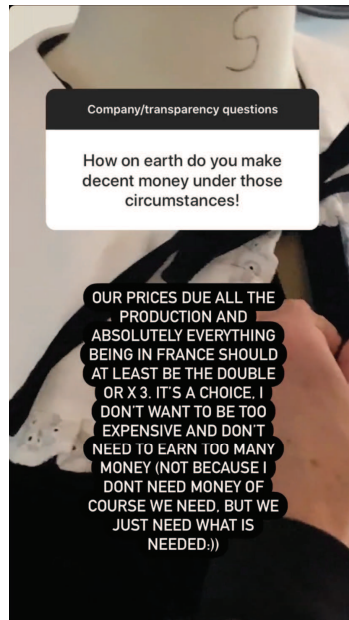 S
Company/transparency questions
How on earth do you make
decent money under those
circumstances!
OUR PRICES DUE ALL THE
PRODUCTION AND
ABSOLUTELY EVERYTHING
BEING IN FRANCE SHOULD
AT LEAST BE THE DOUBLE
OR X 3. IT'S A CHOICE, I
DON'T WANT TO BE TOO
EXPENSIVE AND DON'T
NEED TO EARN TOO MANY
MONEY (NOT BECAUSE I
DONT NEED MONEY OF
COURSE WE NEED, BUT WE
JUST NEED WHAT IS
NEEDED:))